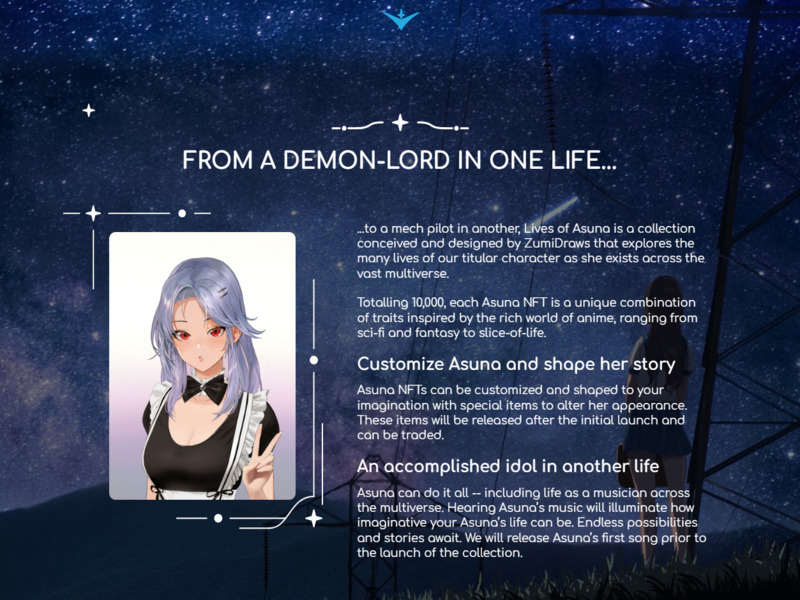 FROM A DEMON-LORD IN ONE LIFE...
...to a mech pilot in another, Lives of Asuna is a collection
conceived and designed by ZumiDraws that explores the
many lives of our titular character as she exists across the
vast multiverse.
Totalling 10,000, each Asuna NFT is a unique combination
of traits inspired by the rich world of anime, ranging from
sci-fi and fantasy to slice-of-life.
Customize Asuna and shape her story
Asuna NFTs can be customized and shaped to your
imagination with special items to alter her appearance.
These items will be released after the initial launch and
can be traded.
An accomplished idol in another life
Asuna can do it all -- including life as a musician across
the multiverse. Hearing Asuna's music will illuminate how
imaginative your Asuna's life can be. Endless possibilities
and stories await. We will release Asuna's first song prior to
the launch of the collection.